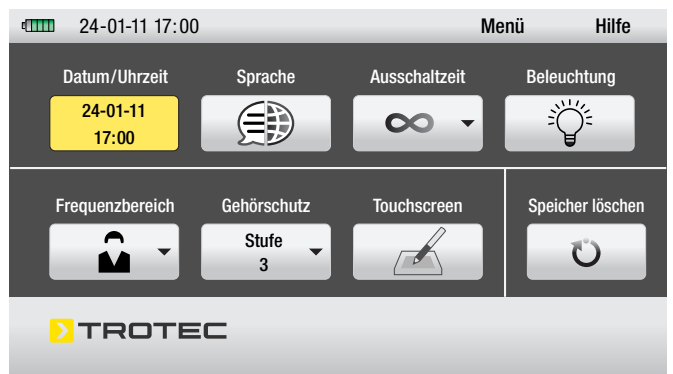 24-01-11 17:00 Menü Hilfe
Datum/Uhrzeit Sprache Ausschaltzeit Beleuchtung
24-01-11
17:00
Frequenzbereich Gehörschutz Touchscreen Speicher löschen
Stufe
3
TROTEC